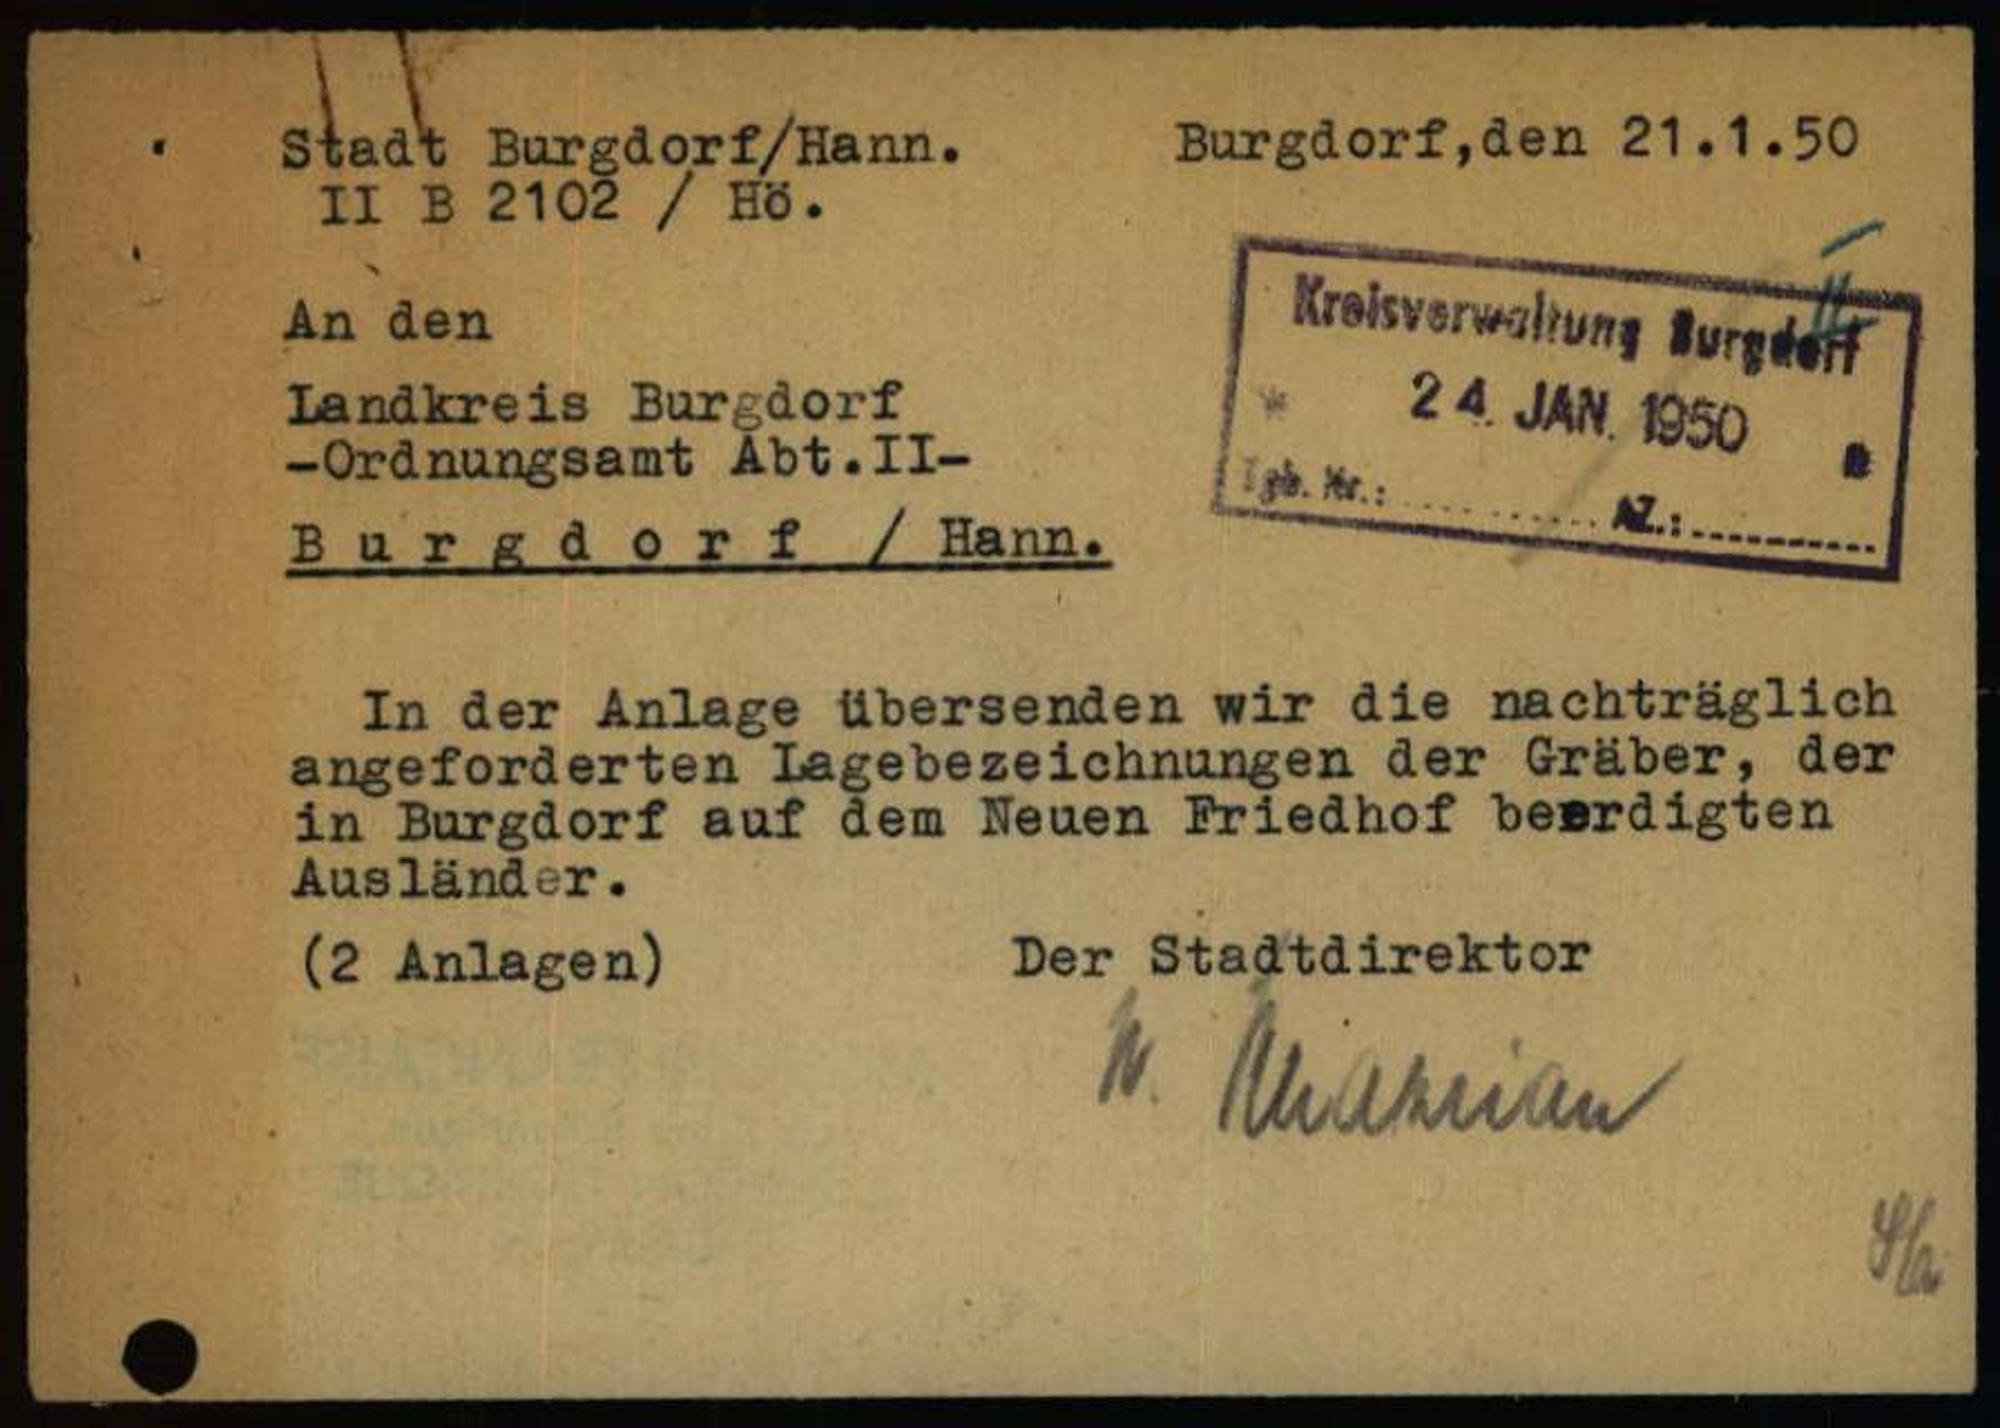 Stadt Burgdorf/Hann.
Burgdorf,den 21.1.50
II B 2102 / Hö.
An den
Landkreis Burgdorf
-Ordnungsamt Abt.II-
B u r g d o r f / Hann.
Kreisverwaltung Burgdorf
24. JAN. 1950
Tgb. Nr.: ............ AZ.: ............
II
In der Anlage übersenden wir die nachträglich
angeforderten Lagebezeichnungen der Gräber, der
in Burgdorf auf dem Neuen Friedhof beerdigten
Ausländer.
(2 Anlagen)
Der Stadtdirektor